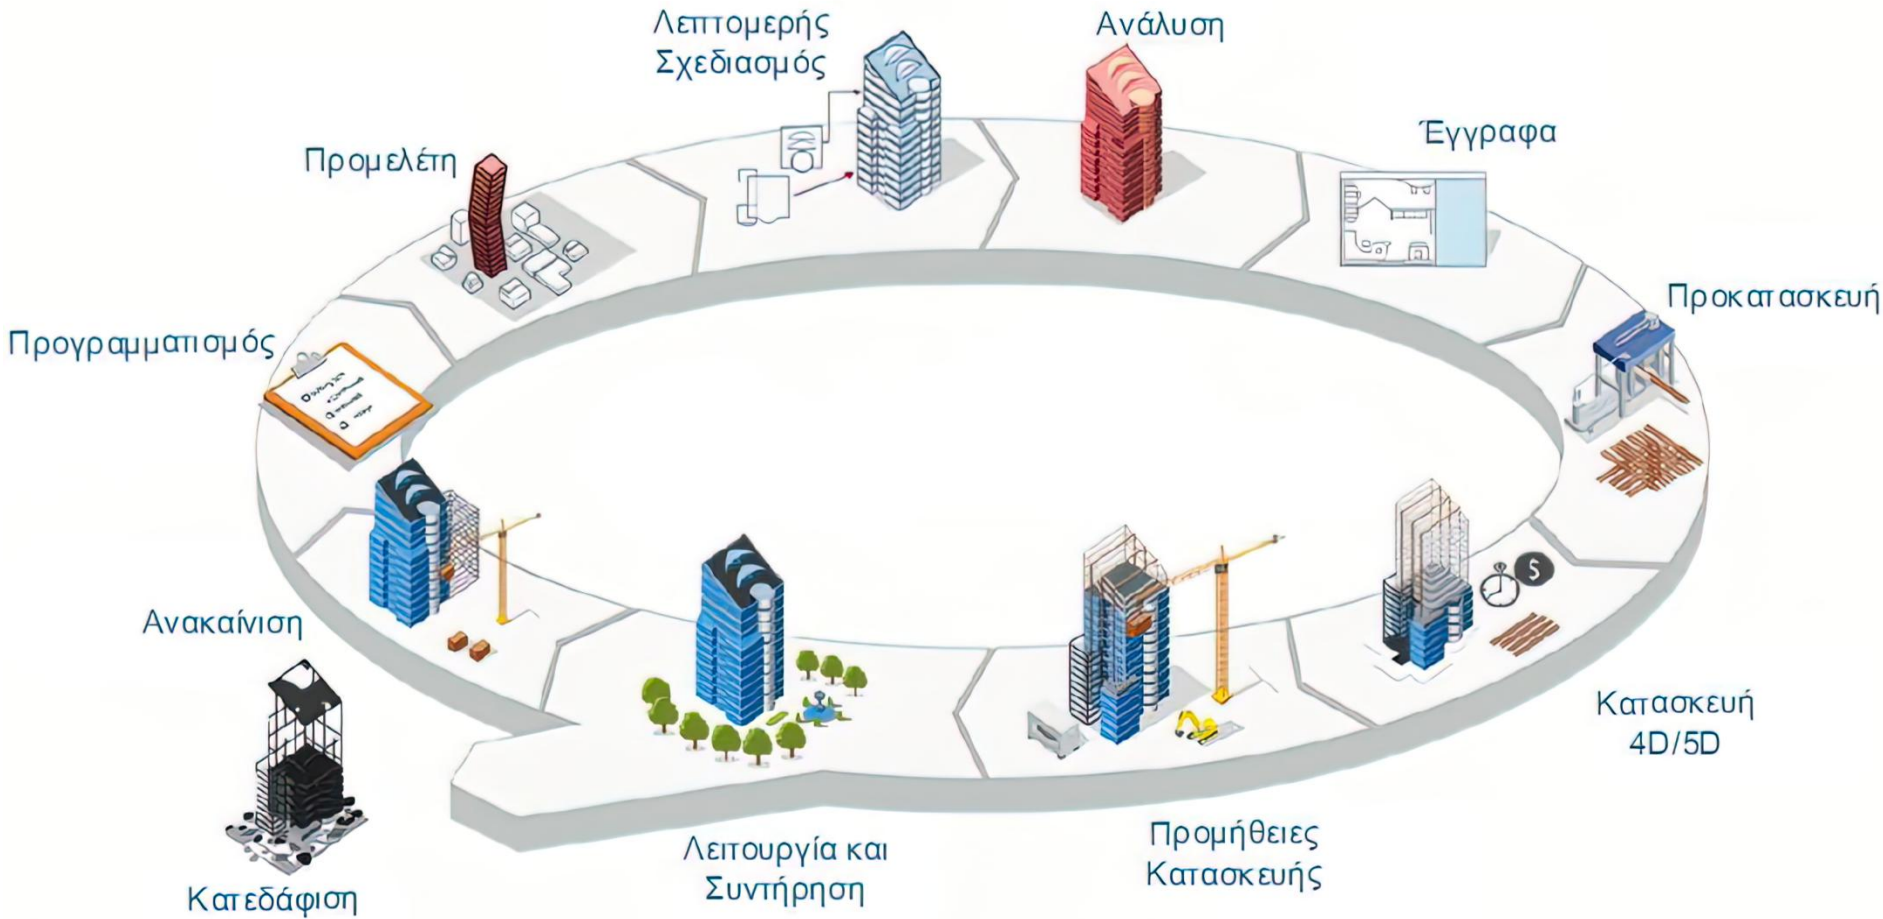 Λεπτομερής
Σχεδιασμός
Ανάλυση
Έγγραφα
Προμελέτη
Προκατασκευή
Προγραμματισμός
$
Ανακαίνιση
Κατασκευή
4D/5D
Προμήθειες
Κατασκευής
Λειτουργία και
Συντήρηση
Κατεδάφιση